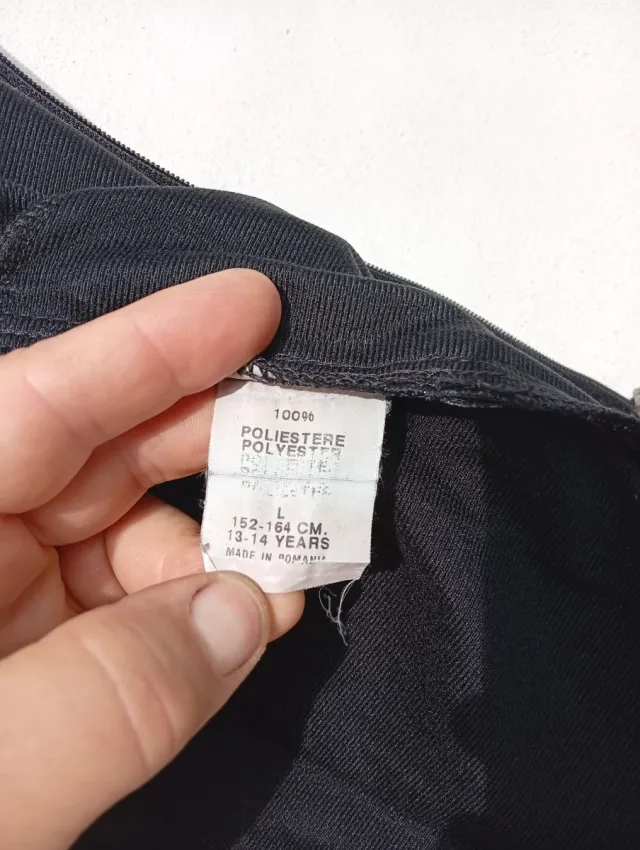 100%
POLIESTERE
POLYESTER
L
152-164 CM.
13-14 YEARS
MADE IN ROMANIA